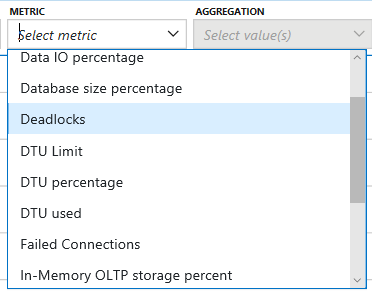 METRIC AGGREGATION
Select metric Select value(s)
Data IO percentage
Database size percentage
Deadlocks
DTU Limit
DTU percentage
DTU used
Failed Connections
In-Memory OLTP storage percent